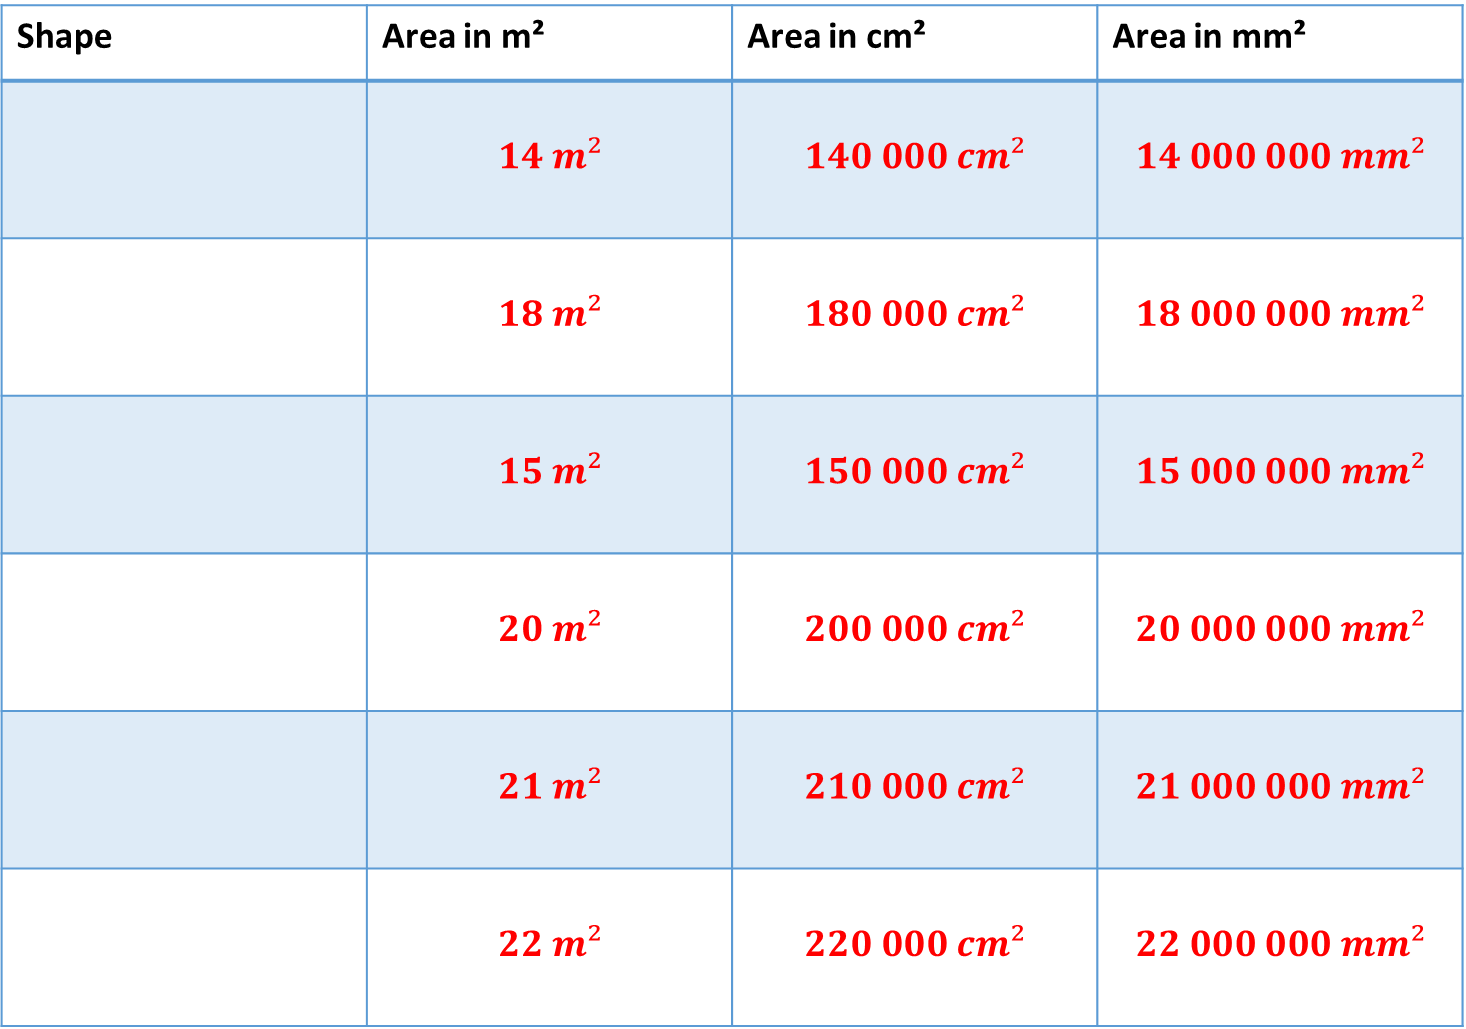 Shape Area in m² Area in cm² Area in mm²
14 m² 140 000 cm² 14 000 000 mm²
18 m² 180 000 cm² 18 000 000 mm²
15 m² 150 000 cm² 15 000 000 mm²
20 m² 200 000 cm² 20 000 000 mm²
21 m² 210 000 cm² 21 000 000 mm²
22 m² 220 000 cm² 22 000 000 mm²